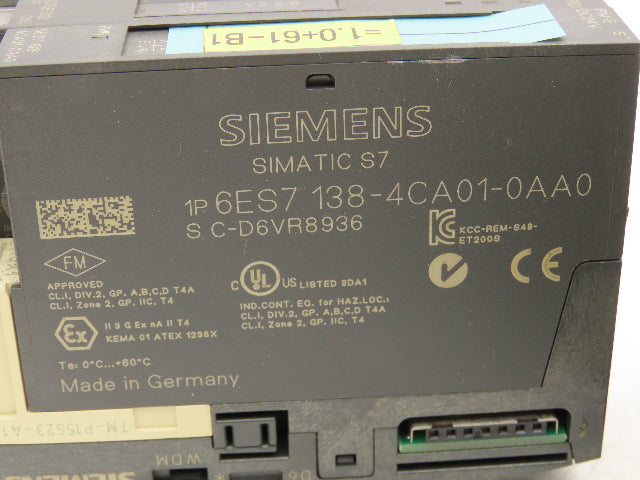 =1.0+61-B1
SIEMENS
SIMATIC S7
1P 6ES7 138-4CA01-0AA0
S C-D6VR8936
KCC-REM-S49-
ET200S
FM
APPROVED
CL.I, DIV.2, GP. A,B,C,D T4A
CL.I, Zone 2, GP. IIC, T4
C UL US LISTED 3DA1
IND.CONT. EQ. for HAZ.LOC.:
CL.I, DIV.2, GP. A,B,C,D T4A
CL.I, Zone 2, GP. IIC, T4
CE
Ex
II 3 G Ex nA II T4
KEMA 01 ATEX 1238X
Ta: 0°C...+60°C
Made in Germany
TM-P15S23-A1
WDM
SIEMENS